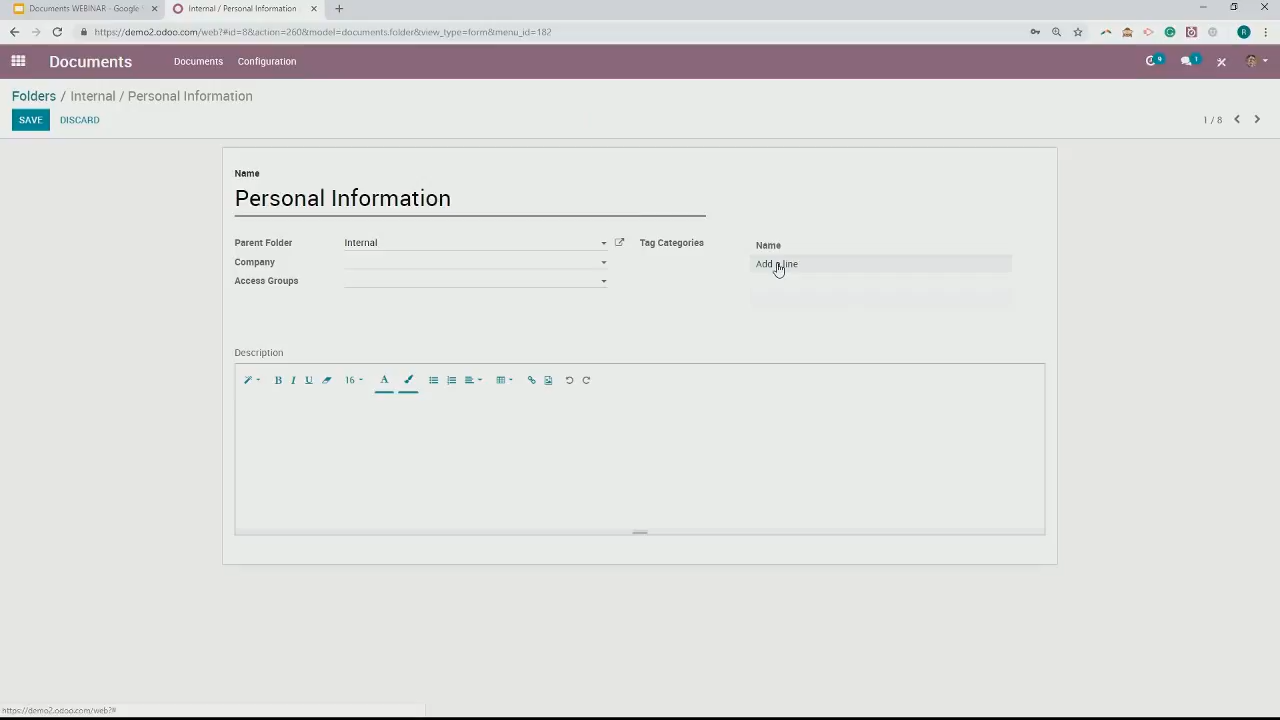 Documents WEBINAR - Google
Internal / Personal Information
https://demo2.odoo.com/web?#id=8&action=260&model=documents.folder&view_type=form&menu_id=182
R
Documents
Documents
Configuration
9
1
Folders / Internal / Personal Information
SAVE
DISCARD
1 / 8
Name
Personal Information
Parent Folder
Internal
Tag Categories
Name
Company
Add a line
Access Groups
Description
B I U 16 A
https://demo2.odoo.com/web?#